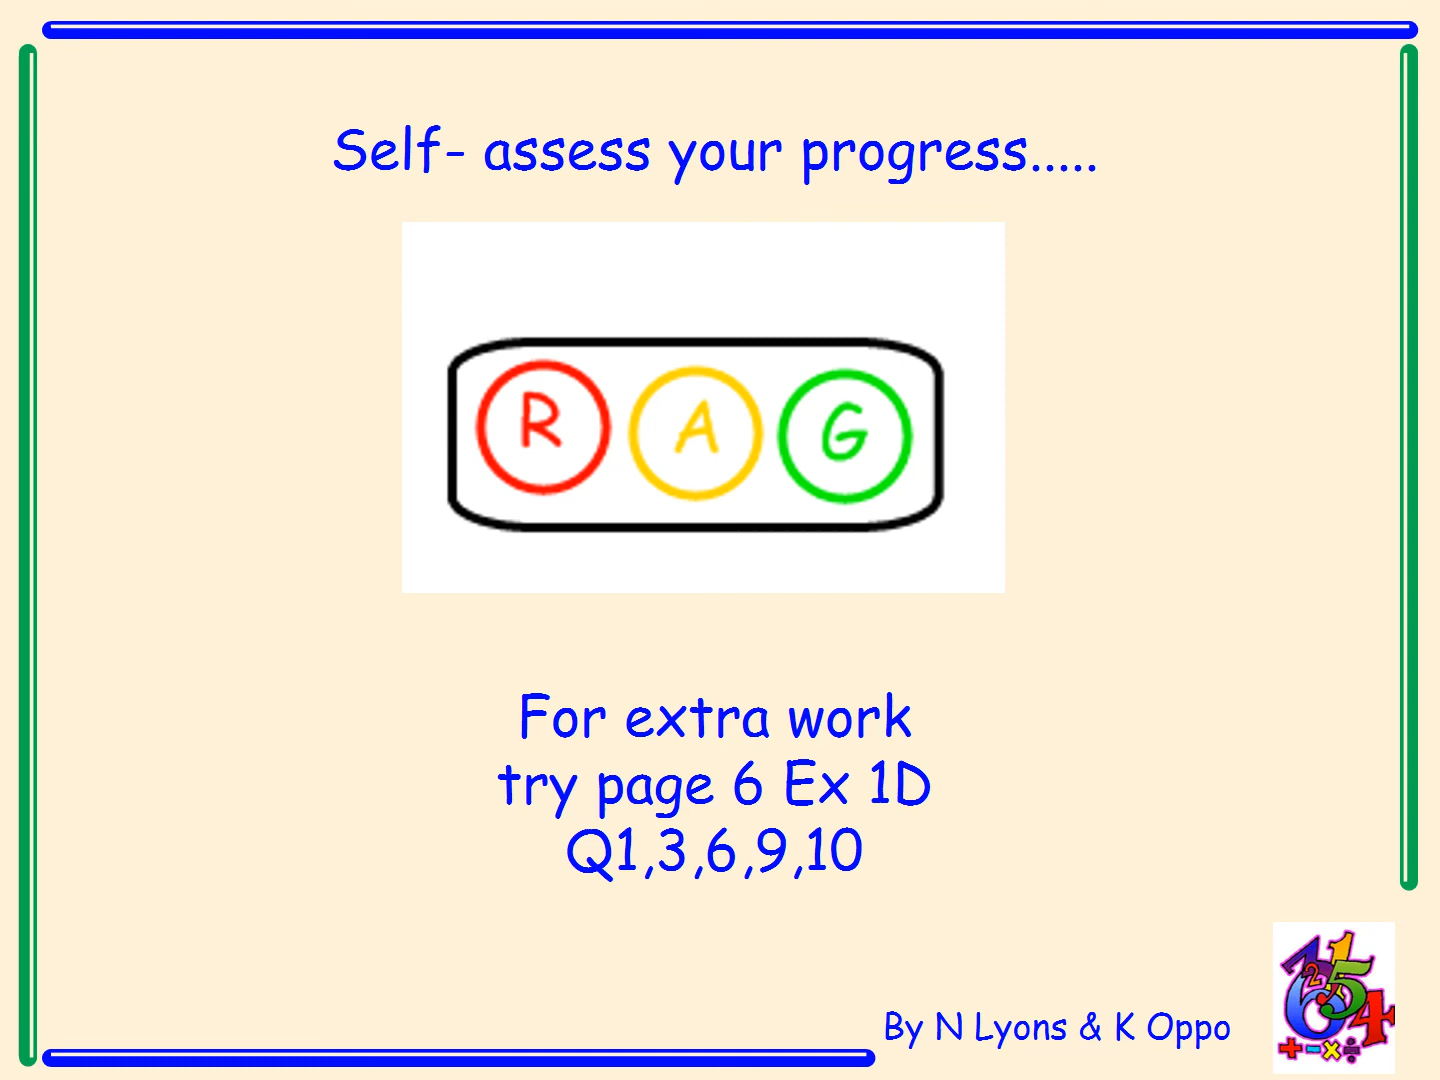 Self- assess your progress.....
R A G
For extra work
try page 6 Ex 1D
Q1,3,6,9,10
By N Lyons & K Oppo